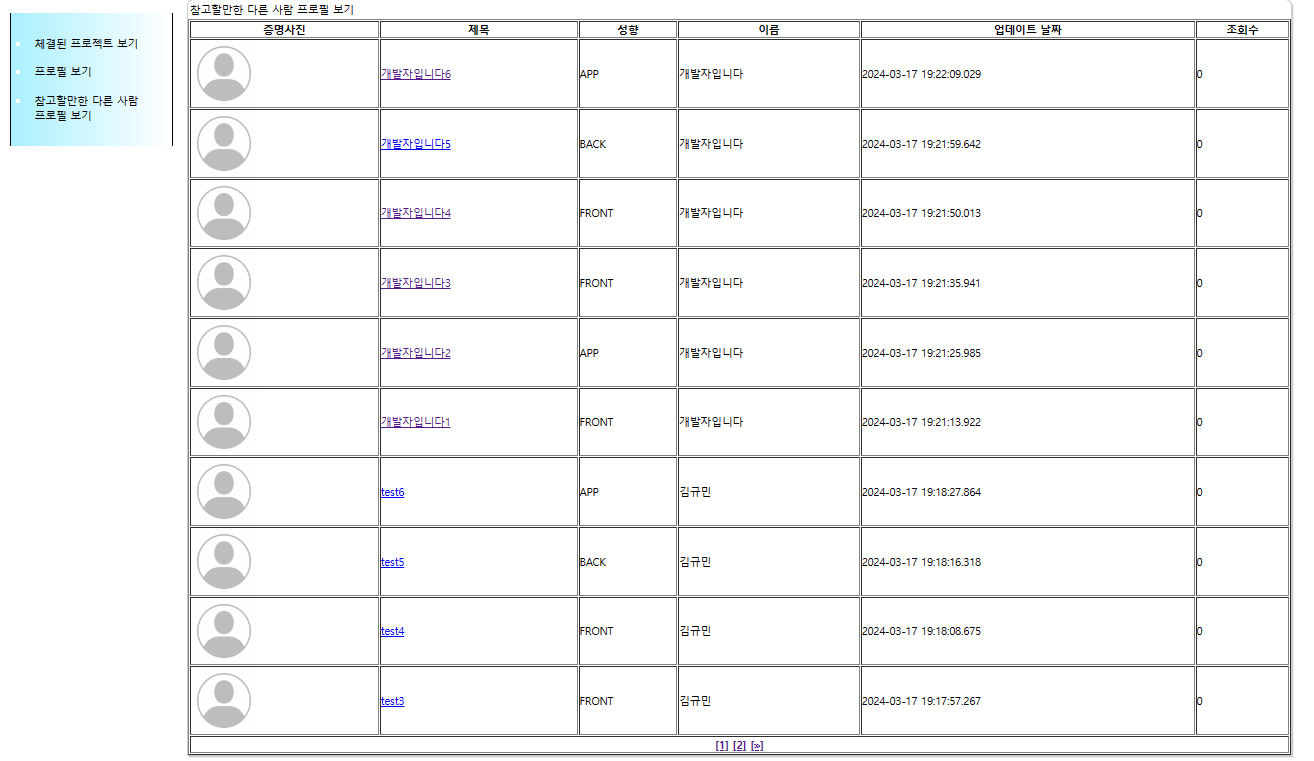 체결된 프로젝트 보기
프로필 보기
참고할만한 다른 사람
프로필 보기
참고할만한 다른 사람 프로필 보기
증명사진 제목 성향 이름 업데이트 날짜 조회수
개발자입니다6 APP 개발자입니다 2024-03-17 19:22:09.029 0
개발자입니다5 BACK 개발자입니다 2024-03-17 19:21:59.642 0
개발자입니다4 FRONT 개발자입니다 2024-03-17 19:21:50.013 0
개발자입니다3 FRONT 개발자입니다 2024-03-17 19:21:35.941 0
개발자입니다2 APP 개발자입니다 2024-03-17 19:21:25.985 0
개발자입니다1 FRONT 개발자입니다 2024-03-17 19:21:13.922 0
test6 APP 김규민 2024-03-17 19:18:27.864 0
test5 BACK 김규민 2024-03-17 19:18:16.318 0
test4 FRONT 김규민 2024-03-17 19:18:08.675 0
test3 FRONT 김규민 2024-03-17 19:17:57.267 0
[1] [2] [»]